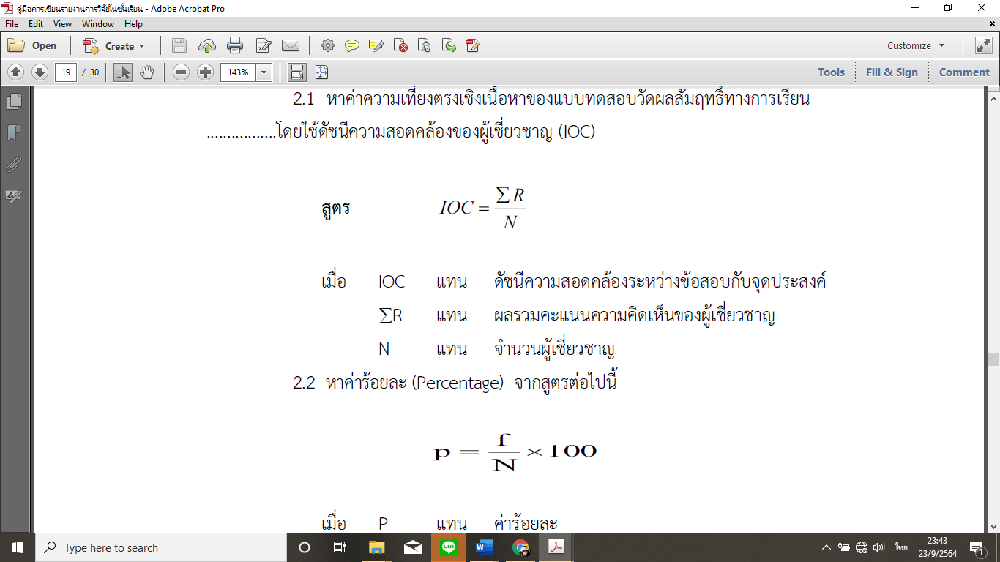 คู่มือการเขียนรายงานการวิจัยในชั้นเรียน - Adobe Acrobat Pro
File Edit View Window Help
Open Create Customize
19 / 30 143% Tools Fill & Sign Comment
2.1 หาค่าความเที่ยงตรงเชิงเนื้อหาของแบบทดสอบวัดผลสัมฤทธิ์ทางการเรียน
.................โดยใช้ดัชนีความสอดคล้องของผู้เชี่ยวชาญ (IOC)
สูตร IOC = ∑ R / N
เมื่อ IOC แทน ดัชนีความสอดคล้องระหว่างข้อสอบกับจุดประสงค์
∑R แทน ผลรวมคะแนนความคิดเห็นของผู้เชี่ยวชาญ
N แทน จำนวนผู้เชี่ยวชาญ
2.2 หาค่าร้อยละ (Percentage) จากสูตรต่อไปนี้
p = f / N × 100
เมื่อ P แทน ค่าร้อยละ
Type here to search
LINE
ไทย
23:43
23/9/2564
1